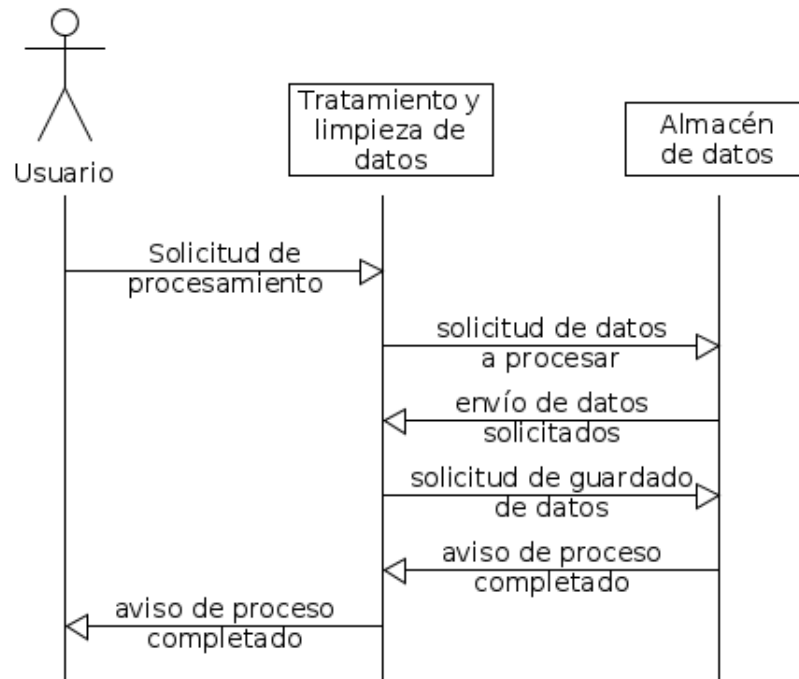 Tratamiento y
limpieza de
datos
Almacén
de datos
Usuario
Solicitud de
procesamiento
solicitud de datos
a procesar
envío de datos
solicitados
solicitud de guardado
de datos
aviso de proceso
completado
aviso de proceso
completado